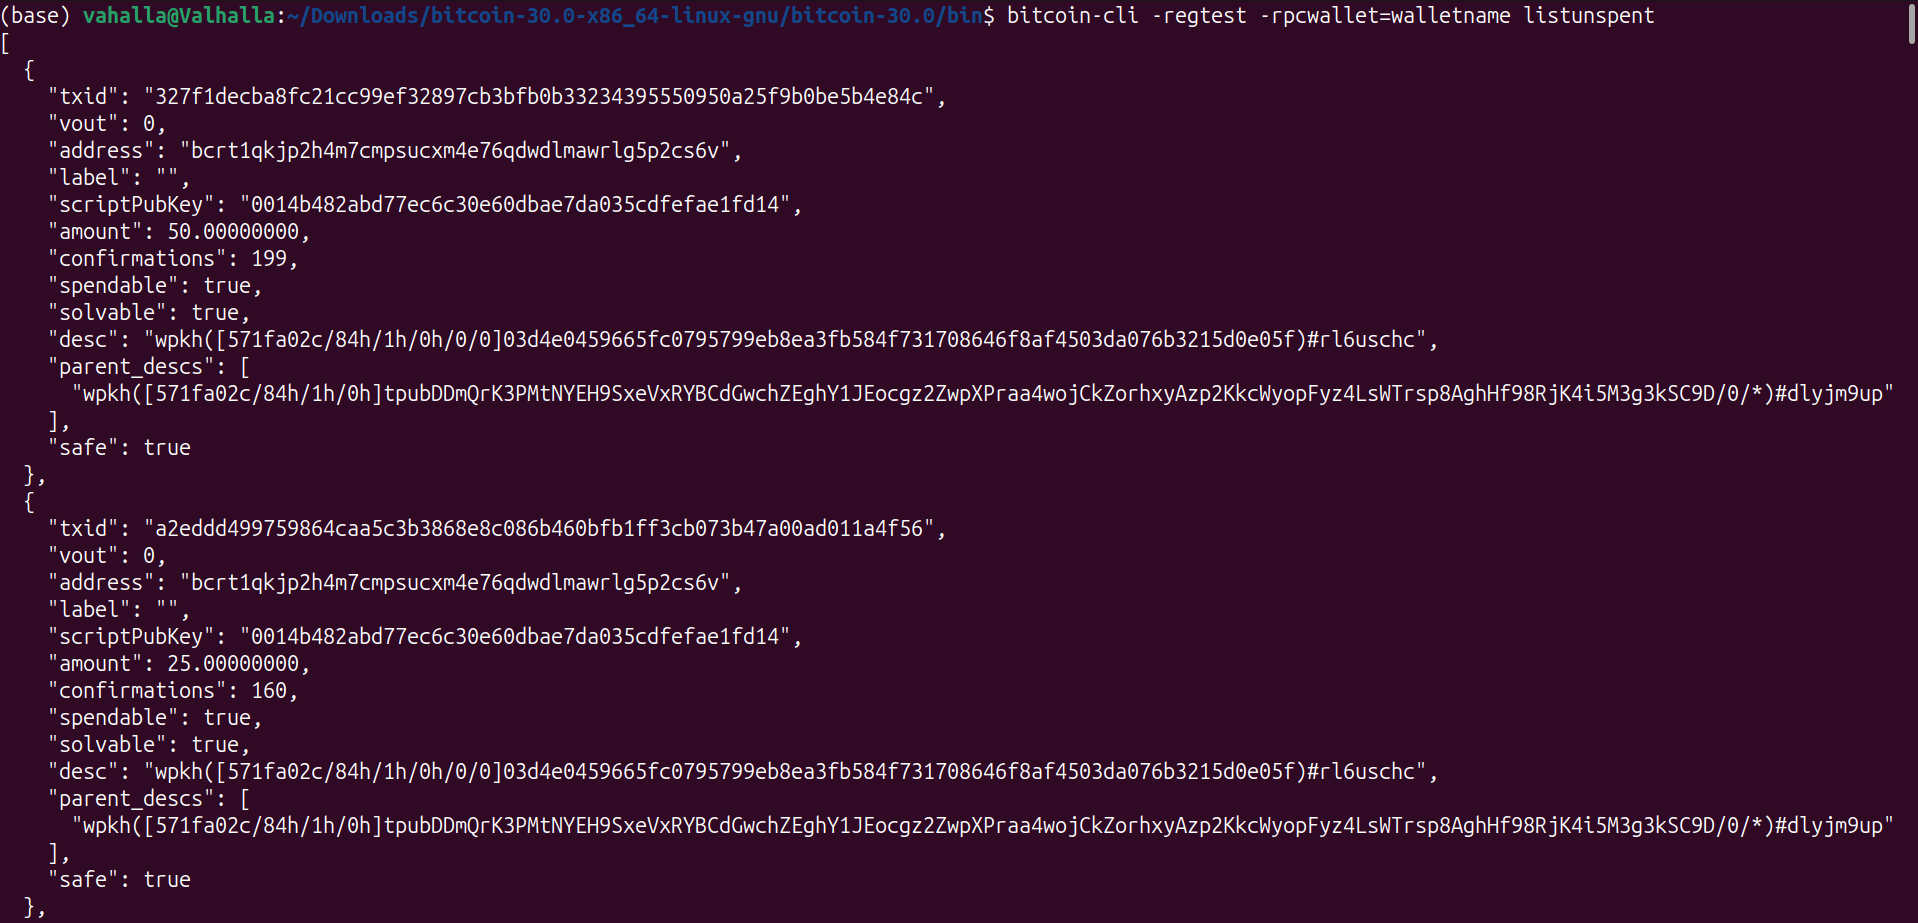 (base) vahalla@Valhalla:~/Downloads/bitcoin-30.0-x86_64-linux-gnu/bitcoin-30.0/bin$ bitcoin-cli -regtest -rpcwallet=walletname listunspent
[
  {
    "txid": "327f1decba8fc21cc99ef32897cb3bfb0b33234395550950a25f9b0be5b4e84c",
    "vout": 0,
    "address": "bcrt1qkjp2h4m7cmpsucxm4e76qdwdlmawrlg5p2cs6v",
    "label": "",
    "scriptPubKey": "0014b482abd77ec6c30e60dbae7da035cdfefae1fd14",
    "amount": 50.00000000,
    "confirmations": 199,
    "spendable": true,
    "solvable": true,
    "desc": "wpkh([571fa02c/84h/1h/0h/0/0]03d4e0459665fc0795799eb8ea3fb584f731708646f8af4503da076b3215d0e05f)#rl6uschc",
    "parent_descs": [
      "wpkh([571fa02c/84h/1h/0h]tpubDDmQrK3PMtNYEH9SxeVxRYBCdGwchZEghY1JEocgz2ZwpXPraa4wojCkZorhxyAzp2KkcWyopFyz4LsWTrsp8AghHf98RjK4i5M3g3kSC9D/0/*)#dlyjm9up"
    ],
    "safe": true
  },
  {
    "txid": "a2eddd499759864caa5c3b3868e8c086b460bfb1ff3cb073b47a00ad011a4f56",
    "vout": 0,
    "address": "bcrt1qkjp2h4m7cmpsucxm4e76qdwdlmawrlg5p2cs6v",
    "label": "",
    "scriptPubKey": "0014b482abd77ec6c30e60dbae7da035cdfefae1fd14",
    "amount": 25.00000000,
    "confirmations": 160,
    "spendable": true,
    "solvable": true,
    "desc": "wpkh([571fa02c/84h/1h/0h/0/0]03d4e0459665fc0795799eb8ea3fb584f731708646f8af4503da076b3215d0e05f)#rl6uschc",
    "parent_descs": [
      "wpkh([571fa02c/84h/1h/0h]tpubDDmQrK3PMtNYEH9SxeVxRYBCdGwchZEghY1JEocgz2ZwpXPraa4wojCkZorhxyAzp2KkcWyopFyz4LsWTrsp8AghHf98RjK4i5M3g3kSC9D/0/*)#dlyjm9up"
    ],
    "safe": true
  },